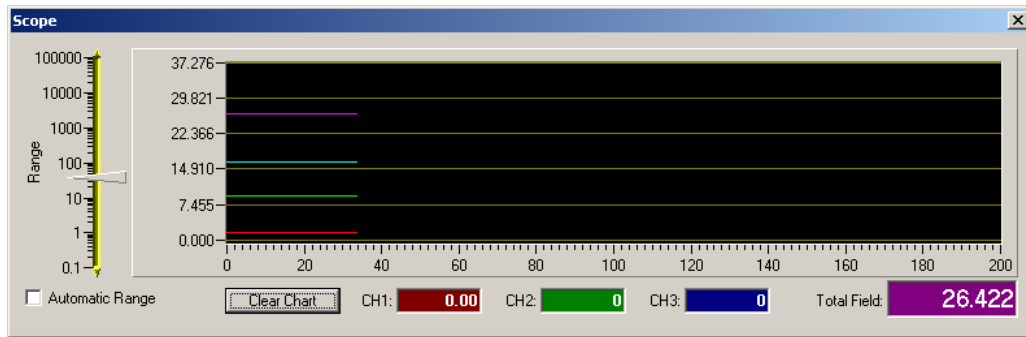 Scope
Range
100000
10000
1000
100
10
1
0.1
37.276
29.821
22.366
14.910
7.455
0.000
0 20 40 60 80 100 120 140 160 180 200
Automatic Range
Clear Chart
CH1: 0.00
CH2: 0
CH3: 0
Total Field: 26.422